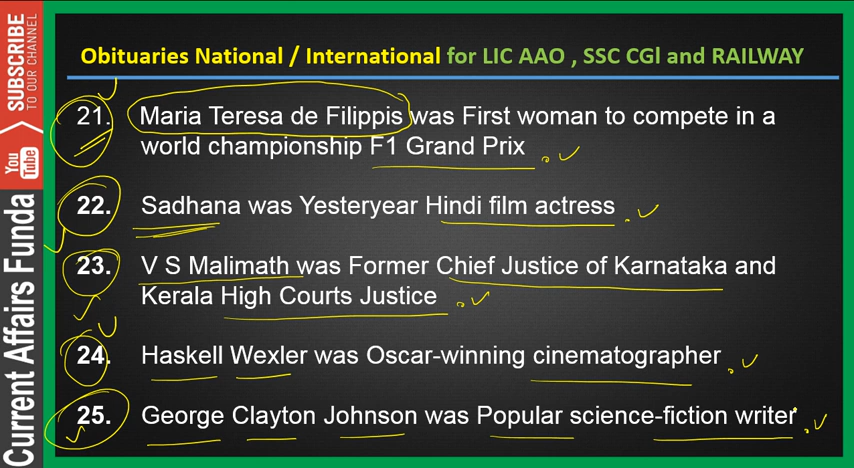 SUBSCRIBE
TO OUR CHANNEL
You Tube
Current Affairs Funda
Obituaries National / International for LIC AAO , SSC CGl and RAILWAY
21. Maria Teresa de Filippis was First woman to compete in a
world championship F1 Grand Prix
22. Sadhana was Yesteryear Hindi film actress
23. V S Malimath was Former Chief Justice of Karnataka and
Kerala High Courts Justice
24. Haskell Wexler was Oscar-winning cinematographer
25. George Clayton Johnson was Popular science-fiction writer